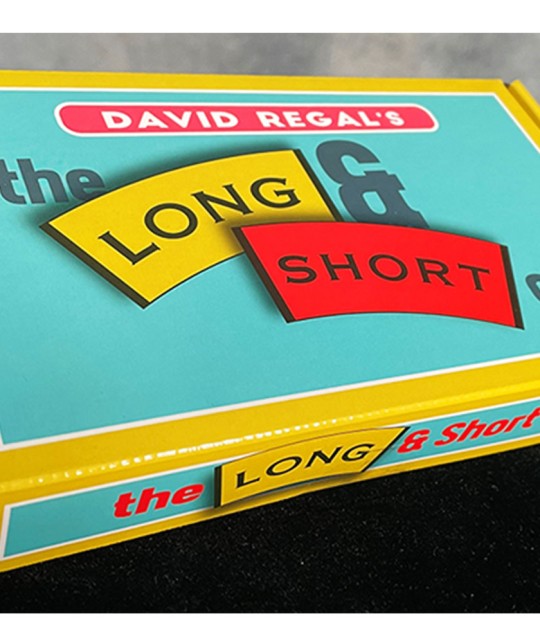 DAVID REGAL'S
the LONG &
SHORT
the LONG & Short